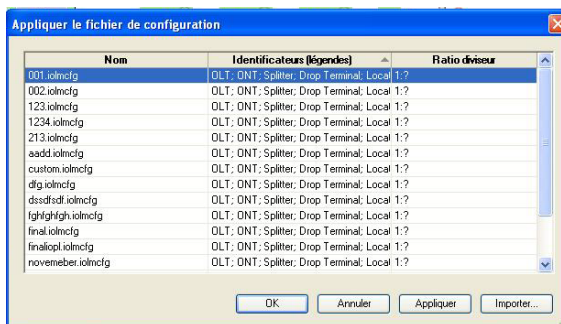 Appliquer le fichier de configuration
Nom Identificateurs (légendes) Ratio diviseur
001.iolmcfg OLT; ONT; Splitter; Drop Terminal; Local 1:?
002.iolmcfg OLT; ONT; Splitter; Drop Terminal; Local 1:?
123.iolmcfg OLT; ONT; Splitter; Drop Terminal; Local 1:?
1234.iolmcfg OLT; ONT; Splitter; Drop Terminal; Local 1:?
213.iolmcfg OLT; ONT; Splitter; Drop Terminal; Local 1:?
aadd.iolmcfg OLT; ONT; Splitter; Drop Terminal; Local 1:?
custom.iolmcfg OLT; ONT; Splitter; Drop Terminal; Local 1:?
dfg.iolmcfg OLT; ONT; Splitter; Drop Terminal; Local 1:?
dssdfsdf.iolmcfg OLT; ONT; Splitter; Drop Terminal; Local 1:?
fghfghfgh.iolmcfg OLT; ONT; Splitter; Drop Terminal; Local 1:?
final.iolmcfg OLT; ONT; Splitter; Drop Terminal; Local 1:?
finaliopl.iolmcfg OLT; ONT; Splitter; Drop Terminal; Local 1:?
novemeber.iolmcfg OLT; ONT; Splitter; Drop Terminal; Local 1:?
OK Annuler Appliquer Importer...